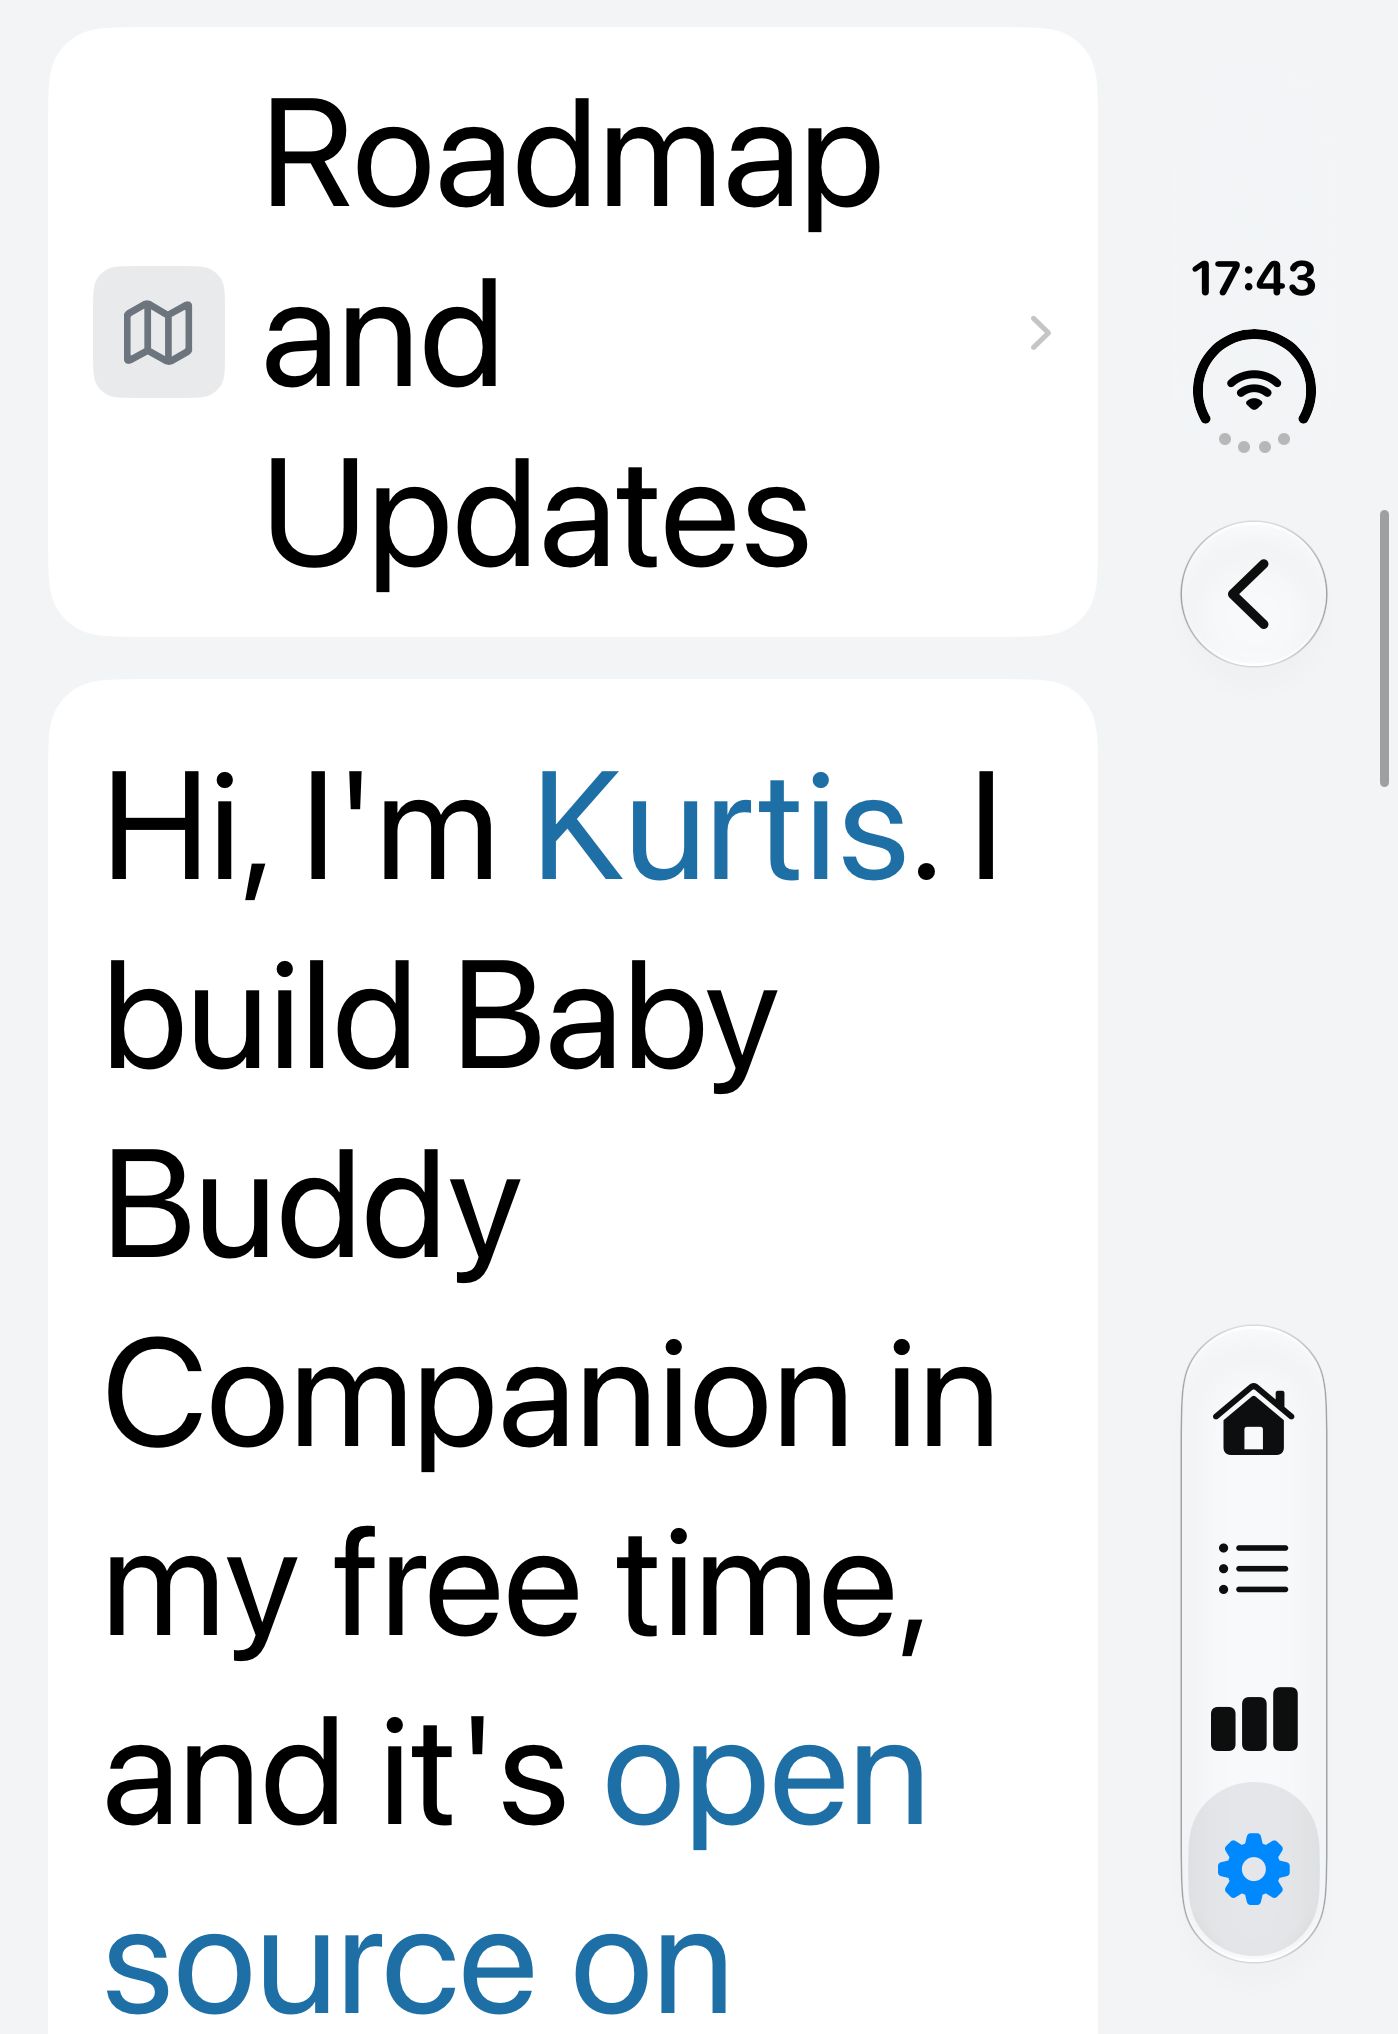 Roadmap
and
Updates
17:43
Hi, I'm Kurtis. I
build Baby
Buddy
Companion in
my free time,
and it's open
source on